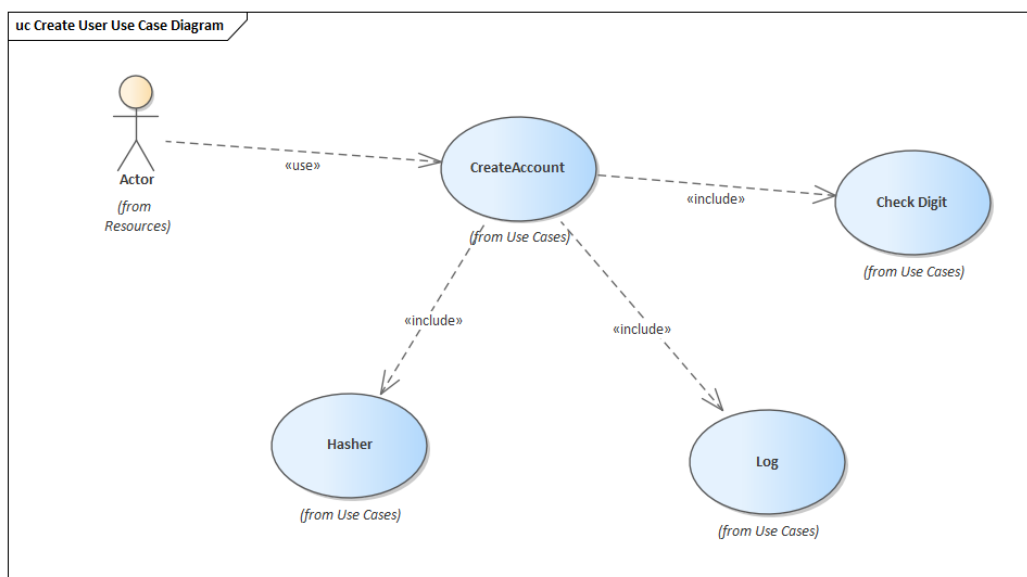 uc Create User Use Case Diagram
Actor
(from
Resources)
«use»
CreateAccount
(from Use Cases)
«include»
Check Digit
(from Use Cases)
«include»
«include»
Hasher
(from Use Cases)
Log
(from Use Cases)